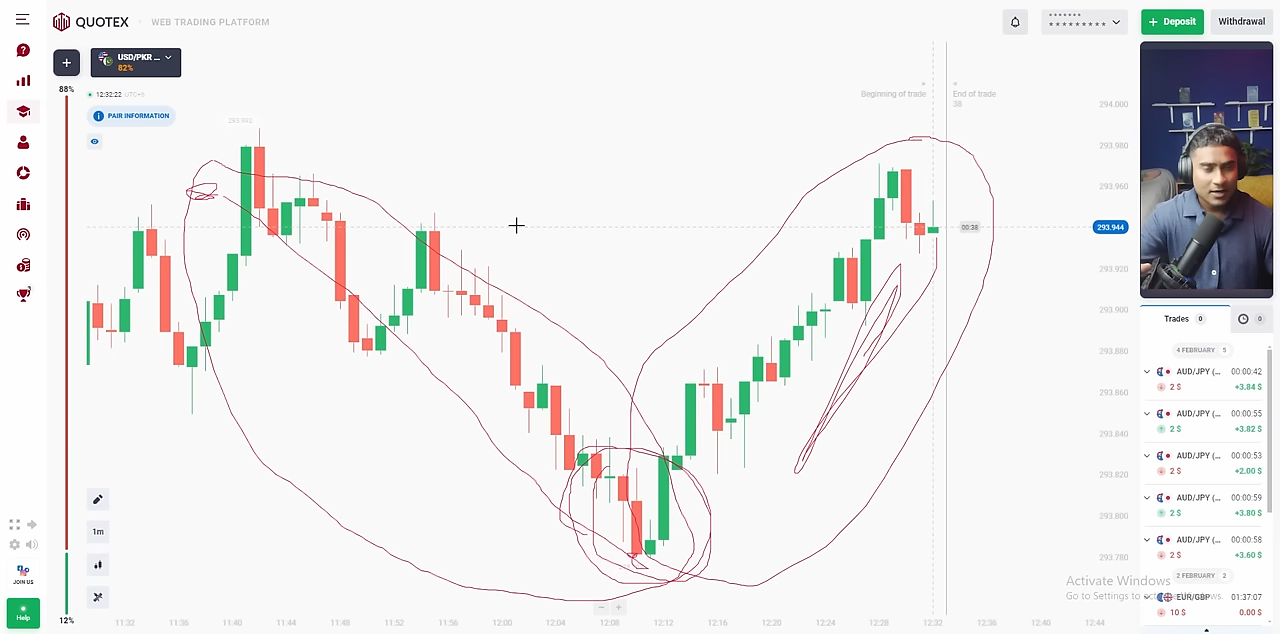 QUOTEX
WEB TRADING PLATFORM
*******
*********
Deposit
Withdrawal
USD/PKR ...
82%
88%
12:32:22 UTC+6
PAIR INFORMATION
293.992
Beginning of trade
End of trade
38
294.000
293.980
293.960
293.944
293.920
293.900
293.880
293.860
293.840
293.820
293.800
293.780
00:38
1m
12%
JOIN US
Help
11:32
11:36
11:40
11:44
11:48
11:52
11:56
12:00
12:04
12:08
12:12
12:16
12:20
12:24
12:28
12:32
12:36
12:40
12:44
Trades 0
0
4 FEBRUARY 5
AUD/JPY (... 00:00:42
2 $ +3.84 $
AUD/JPY (... 00:00:55
2 $ +3.82 $
AUD/JPY (... 00:00:53
2 $ +2.00 $
AUD/JPY (... 00:00:59
2 $ +3.80 $
AUD/JPY (... 00:00:58
2 $ +3.60 $
2 FEBRUARY 2
EUR/GBP 01:37:07
10 $ 0.00 $
Activate Windows
Go to Settings to activate Windows.